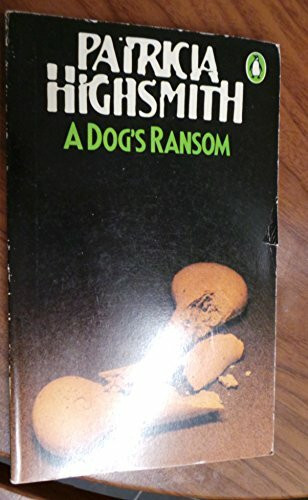 PATRICIA
HIGHSMITH
A DOG'S RANSOM